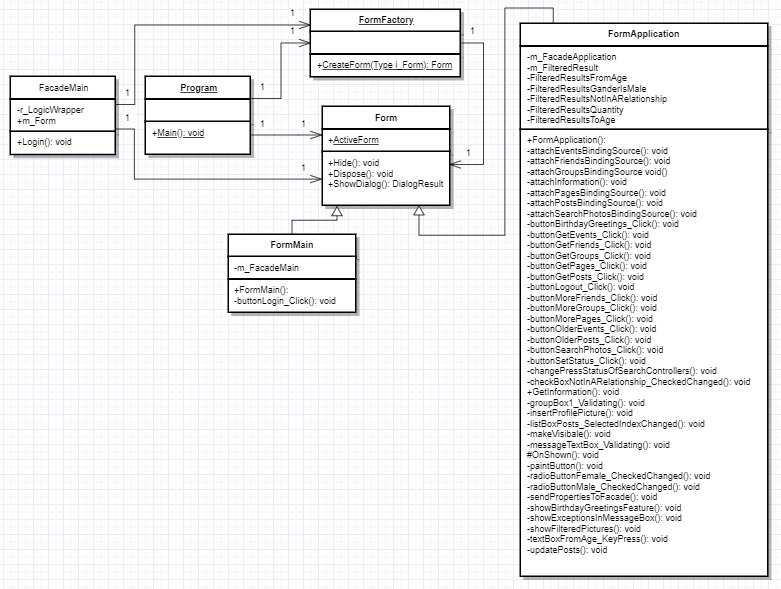 FormFactory
+CreateForm(Type i_Form): Form
1
1
1
FacadeMain
-r_LogicWrapper
+m_Form
+Login(): void
1
1
Program
+Main(): void
1
1
1
1
1
Form
+ActiveForm
+Hide(): void
+Dispose(): void
+ShowDialog(): DialogResult
FormMain
-m_FacadeMain
+FormMain():
-buttonLogin_Click(): void
FormApplication
-m_FacadeApplication
-m_FilteredResult
-FilteredResultsFromAge
-FilteredResultsGanderIsMale
-FilteredResultsNotInARelationship
-FilteredResultsQuantity
-FilteredResultsToAge
+FormApplication():
-attachEventsBindingSource(): void
-attachFriendsBindingSource(): void
-attachGroupsBindingSource void()
-attachInformation(): void
-attachPagesBindingSource(): void
-attachPostsBindingSource(): void
-attachSearchPhotosBindingSource(): void
-buttonBirthdayGreetings_Click(): void
-buttonGetEvents_Click(): void
-buttonGetFriends_Click(): void
-buttonGetGroups_Click(): void
-buttonGetPages_Click(): void
-buttonGetPosts_Click(): void
-buttonLogout_Click(): void
-buttonMoreFriends_Click(): void
-buttonMoreGroups_Click(): void
-buttonMorePages_Click(): void
-buttonOlderEvents_Click(): void
-buttonOlderPosts_Click(): void
-buttonSearchPhotos_Click(): void
-buttonSetStatus_Click(): void
-changePressStatusOfSearchControllers(): void
-checkBoxNotInARelationship_CheckedChanged(): void
+GetInformation(): void
-groupBox1_Validating(): void
-insertProfilePicture(): void
-listBoxPosts_SelectedIndexChanged(): void
-makeVisibale(): void
-messageTextBox_Validating(): void
#OnShown(): void
-paintButton(): void
-radioButtonFemale_CheckedChanged(): void
-radioButtonMale_CheckedChanged(): void
-sendPropertiesToFacade(): void
-showBirthdayGreetingsFeature(): void
-showExceptionsInMessageBox(): void
-showFilteredPictures(): void
-textBoxFromAge_KeyPress(): void
-updatePosts(): void